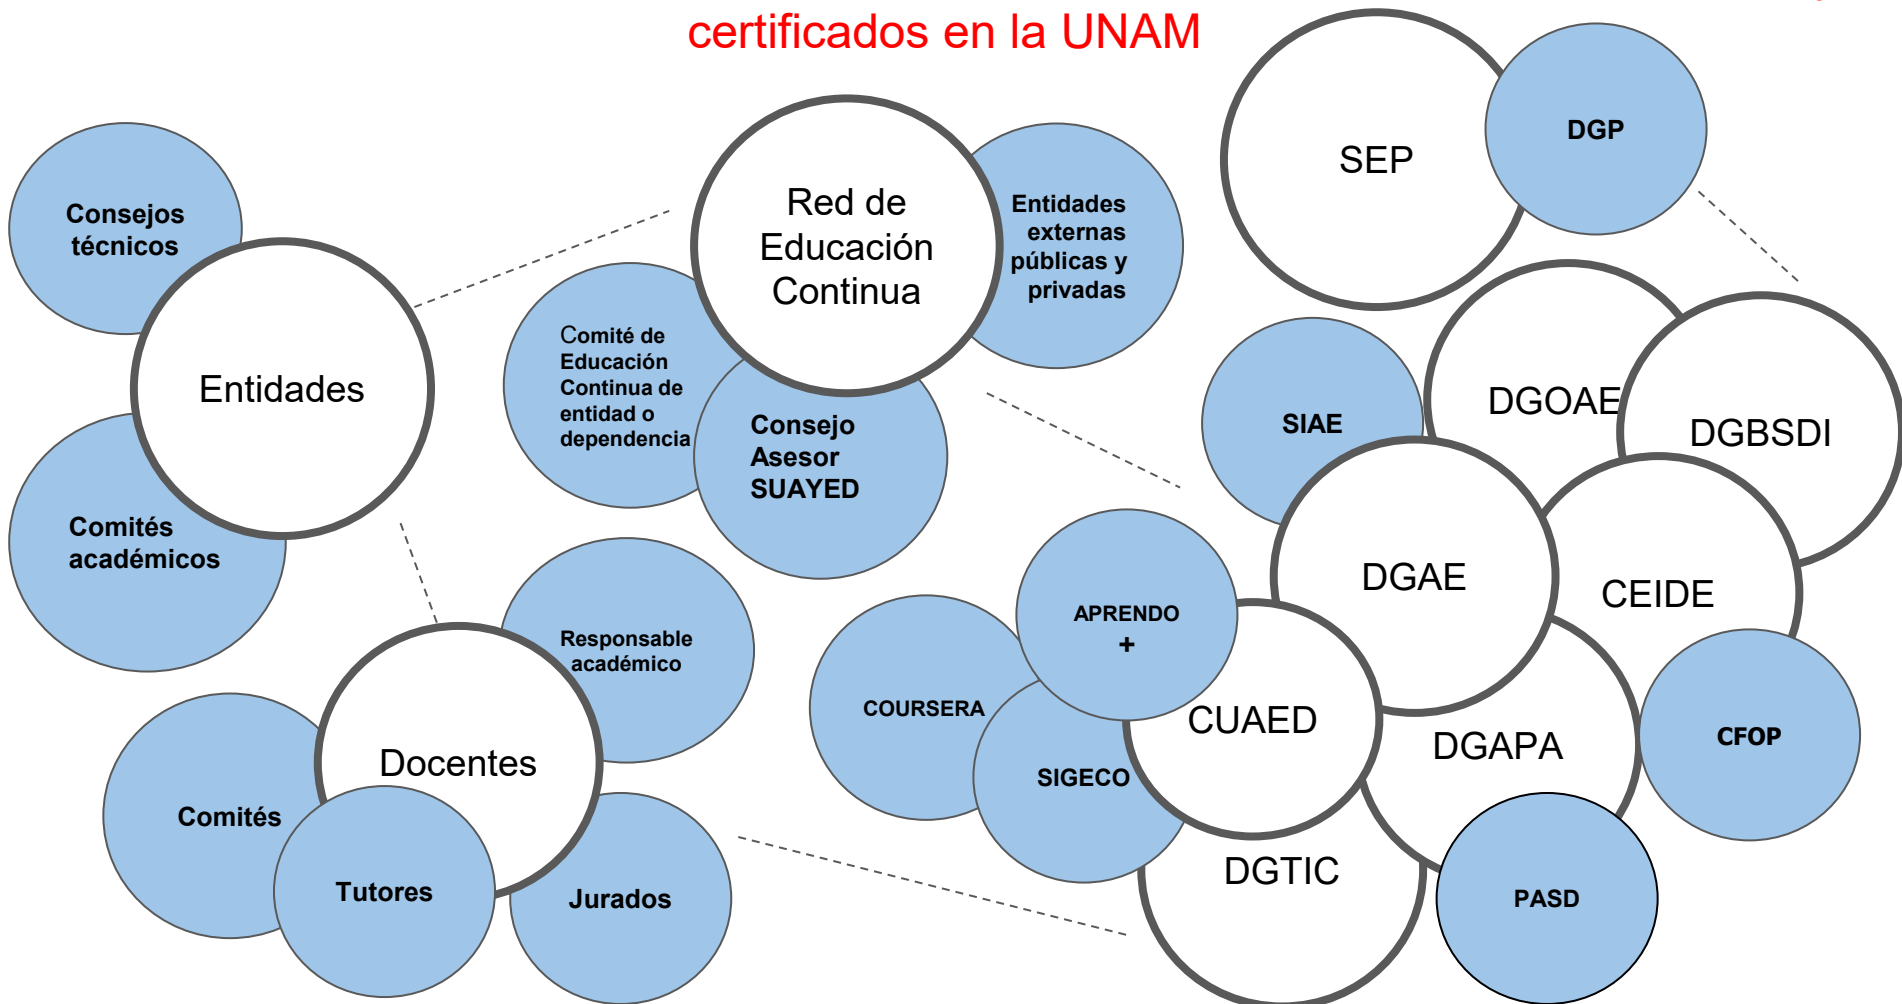 certificados en la UNAM
SEP
DGP
Consejos
técnicos
Red de
Educación
Continua
Entidades
externas
públicas y
privadas
Entidades
Comité de
Educación
Continua de
entidad o
dependencia
Consejo
Asesor
SUAYED
SIAE
DGOAE
DGBSDI
Comités
académicos
DGAE
CEIDE
Responsable
académico
APRENDO
+
COURSERA
SIGECO
CUAED
DGAPA
CFOP
Docentes
Comités
Tutores
Jurados
DGTIC
PASD